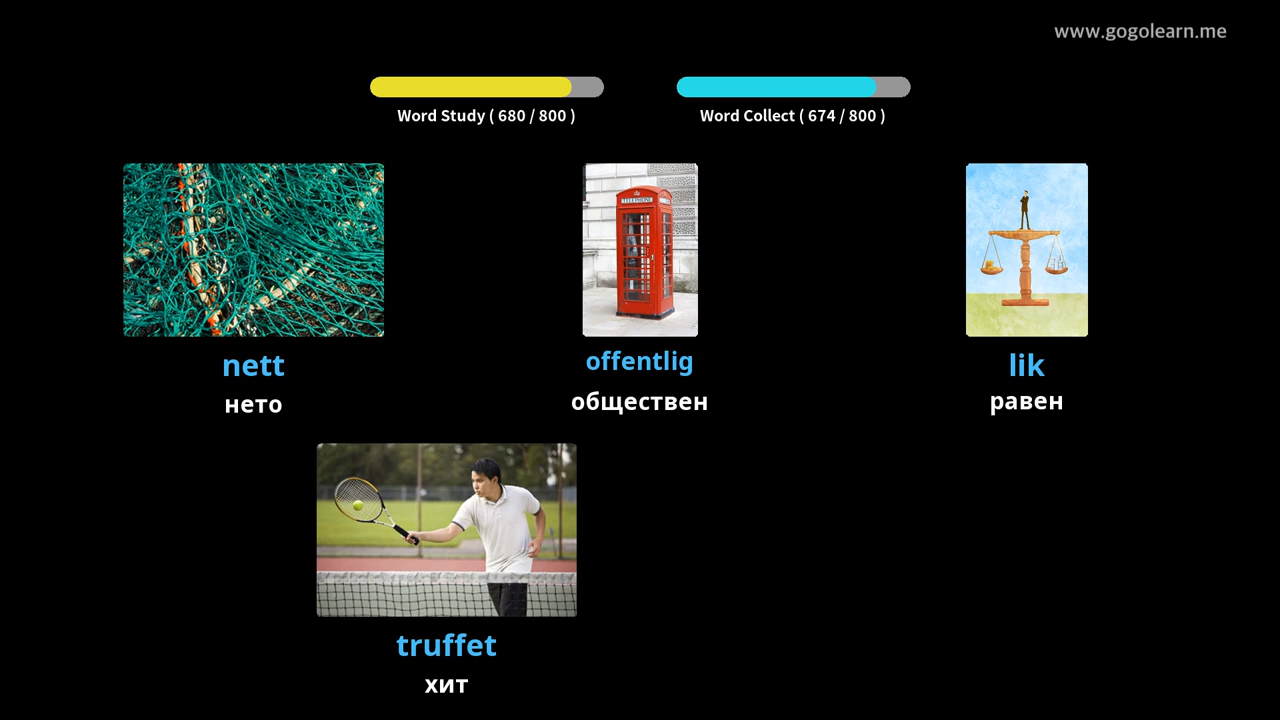 www.gogolearn.me
Word Study ( 680 / 800 )
Word Collect ( 674 / 800 )
TELEPHONE
nett
offentlig
lik
нето
обществен
равен
truffet
хит